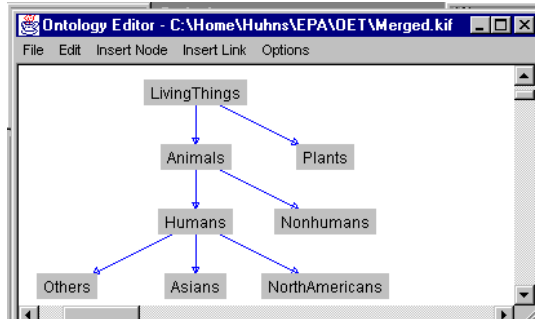 Ontology Editor - C:\Home\Huhns\EPA\OET\Merged.kif
File Edit Insert Node Insert Link Options
LivingThings
Animals Plants
Humans Nonhumans
Others Asians NorthAmericans